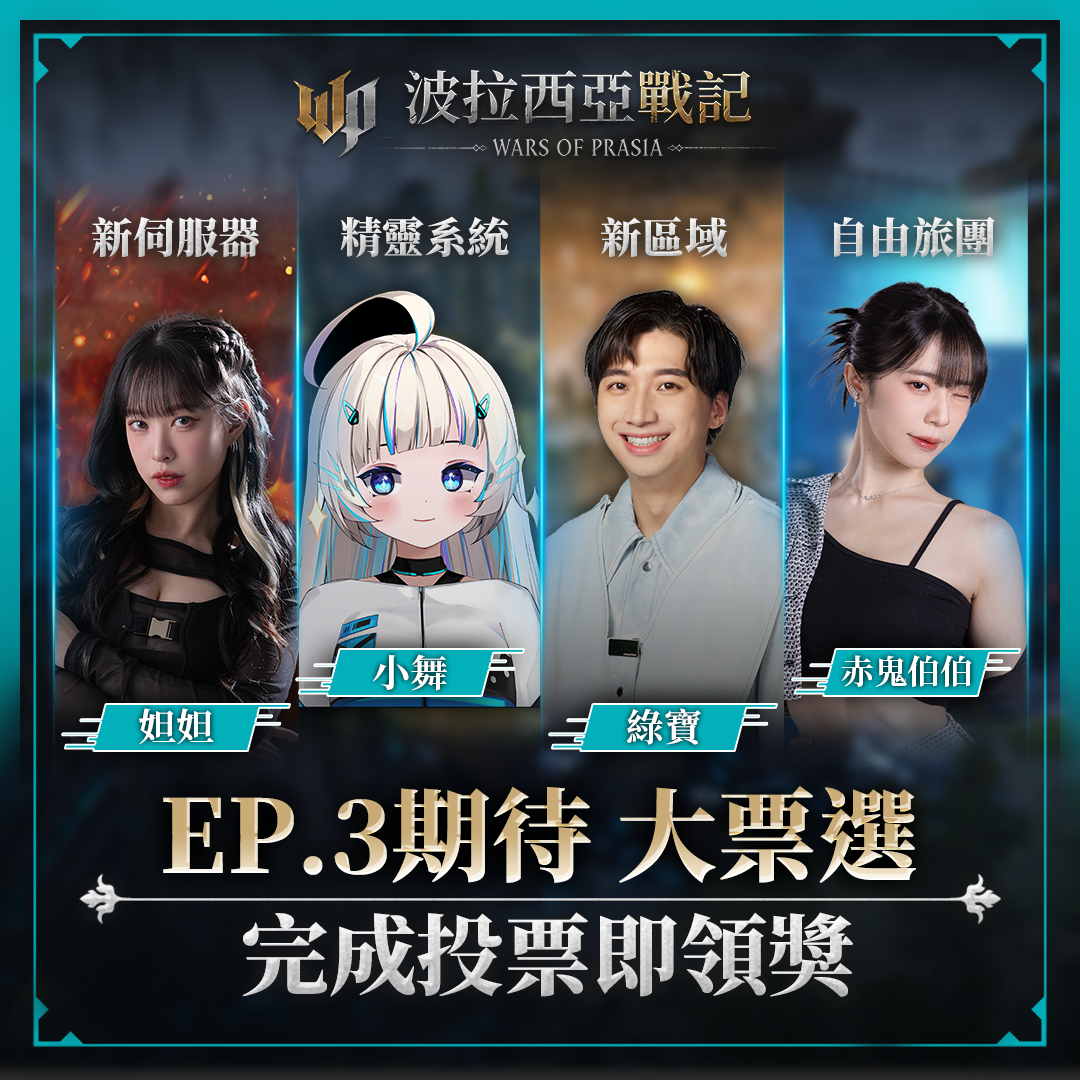 WP 波拉西亞戰記
WARS OF PRASIA
新伺服器
精靈系統
新區域
自由旅團
小舞
赤鬼伯伯
妲妲
綠寶
EP.3期待 大票選
完成投票即領獎